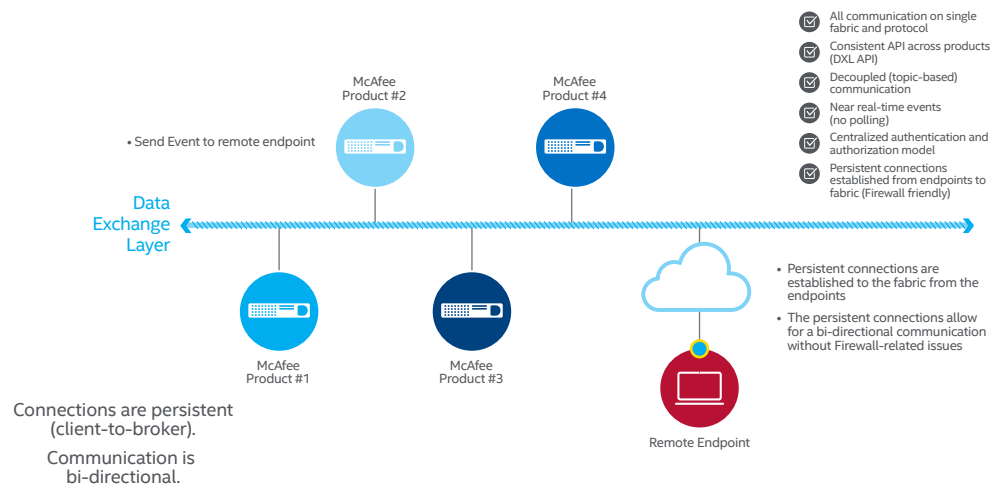 All communication on single
fabric and protocol
Consistent API across products
(DXL API)
Decoupled (topic-based)
communication
Near real-time events
(no polling)
Centralized authentication and
authorization model
Persistent connections
established from endpoints to
fabric (Firewall friendly)
McAfee
Product #2
McAfee
Product #4
• Send Event to remote endpoint
Data
Exchange
Layer
• Persistent connections are
established to the fabric from the
endpoints
• The persistent connections allow
for a bi-directional communication
without Firewall-related issues
McAfee
Product #1
McAfee
Product #3
Remote Endpoint
Connections are persistent
(client-to-broker).
Communication is
bi-directional.